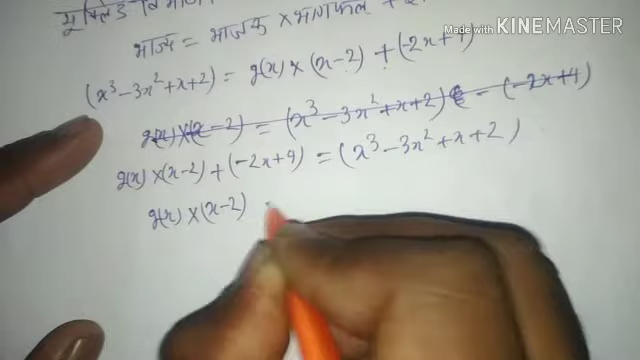 यूक्लिड
Made with KINEMASTER
भाज्य = भाजक × भागफल +
(x³-3x²+x+2) = g(x) × (x-2) + (-2x+4)
g(x) × (x-2) = (x³-3x²+x+2) - (-2x+4)
g(x) × (x-2) + (-2x+4) = (x³-3x²+x+2)
g(x) × (x-2)